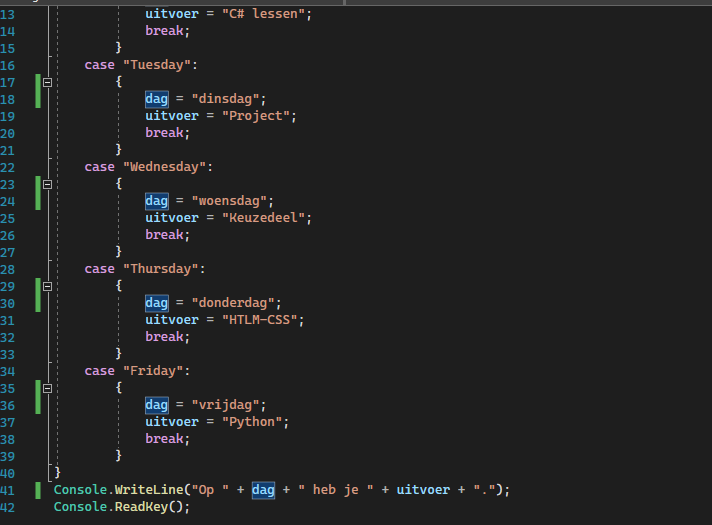 13 uitvoer = "C# lessen";
14 break;
15 }
16 case "Tuesday":
17 {
18 dag = "dinsdag";
19 uitvoer = "Project";
20 break;
21 }
22 case "Wednesday":
23 {
24 dag = "woensdag";
25 uitvoer = "Keuzedeel";
26 break;
27 }
28 case "Thursday":
29 {
30 dag = "donderdag";
31 uitvoer = "HTLM-CSS";
32 break;
33 }
34 case "Friday":
35 {
36 dag = "vrijdag";
37 uitvoer = "Python";
38 break;
39 }
40 }
41 Console.WriteLine("Op " + dag + " heb je " + uitvoer + ".");
42 Console.ReadKey();